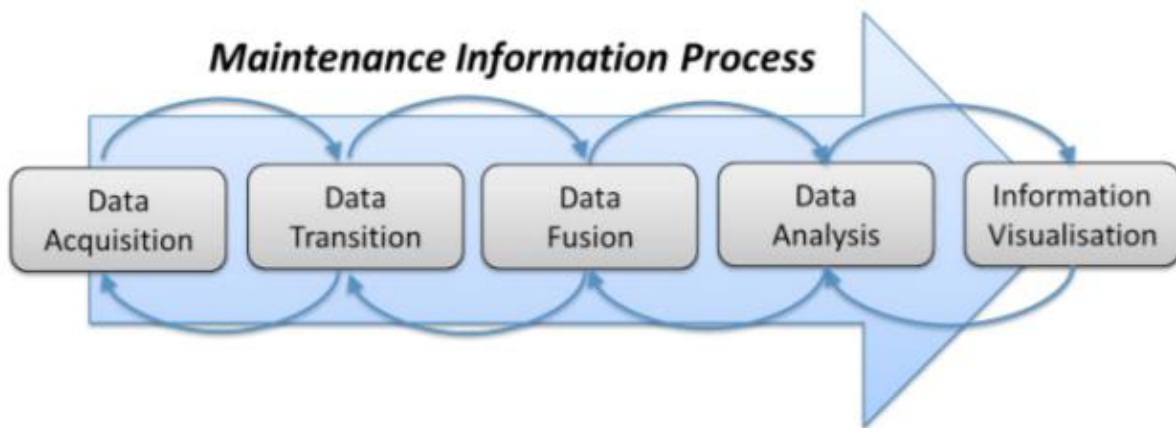 Maintenance Information Process
Data
Acquisition
Data
Transition
Data
Fusion
Data
Analysis
Information
Visualisation